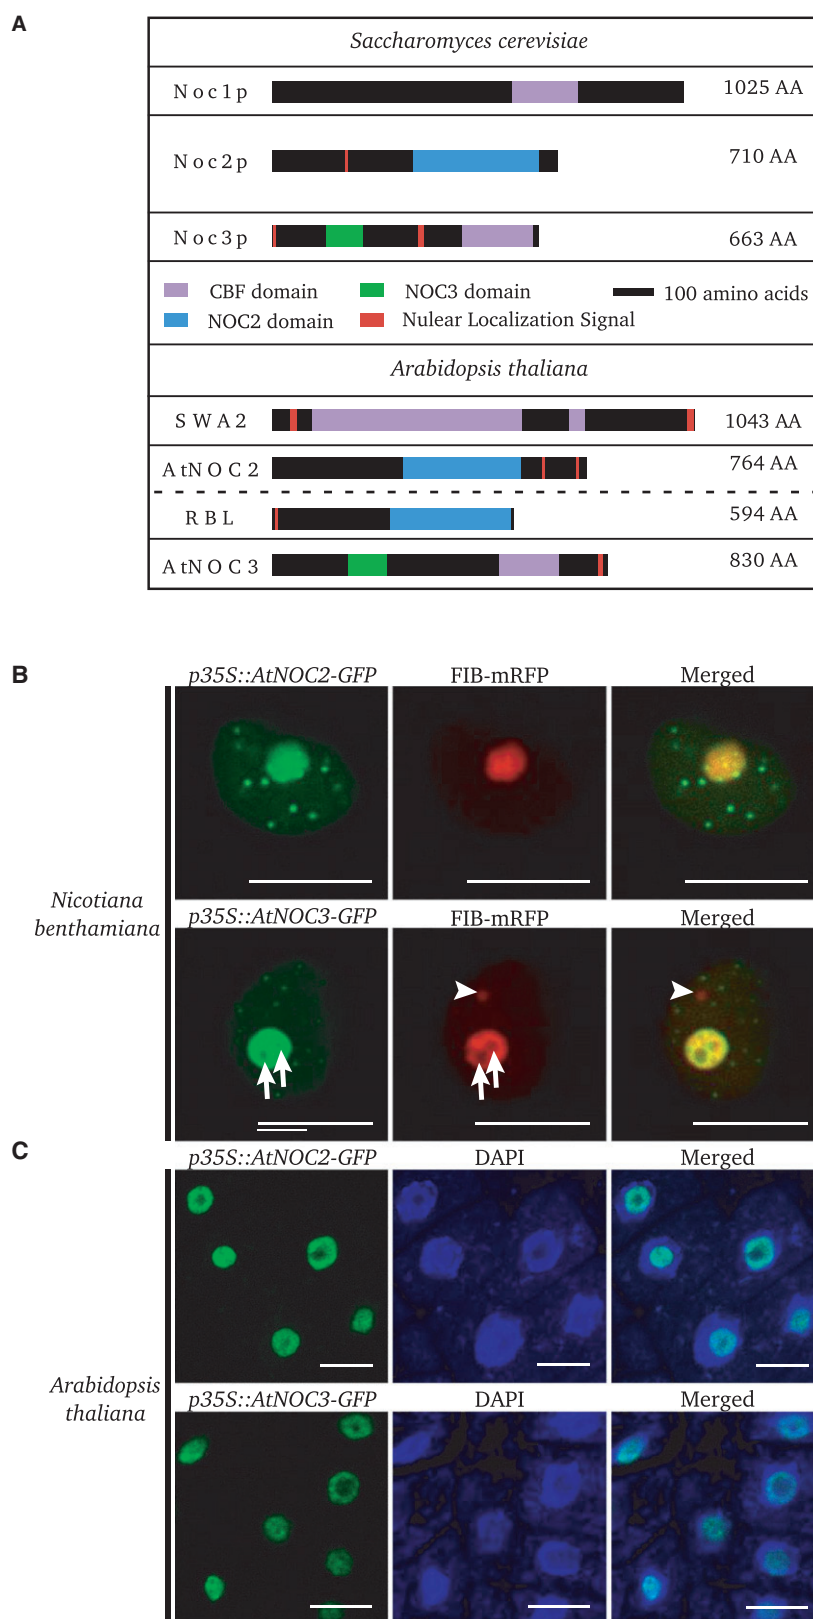 A
Saccharomyces cerevisiae
Noc1p 1025 AA
Noc2p 710 AA
Noc3p 663 AA
CBF domain NOC3 domain 100 amino acids
NOC2 domain Nulear Localization Signal
Arabidopsis thaliana
SWA2 1043 AA
AtNOC2 764 AA
RBL 594 AA
AtNOC3 830 AA
B
p35S::AtNOC2-GFP FIB-mRFP Merged
Nicotiana
benthamiana
p35S::AtNOC3-GFP FIB-mRFP Merged
C
p35S::AtNOC2-GFP DAPI Merged
Arabidopsis
thaliana
p35S::AtNOC3-GFP DAPI Merged